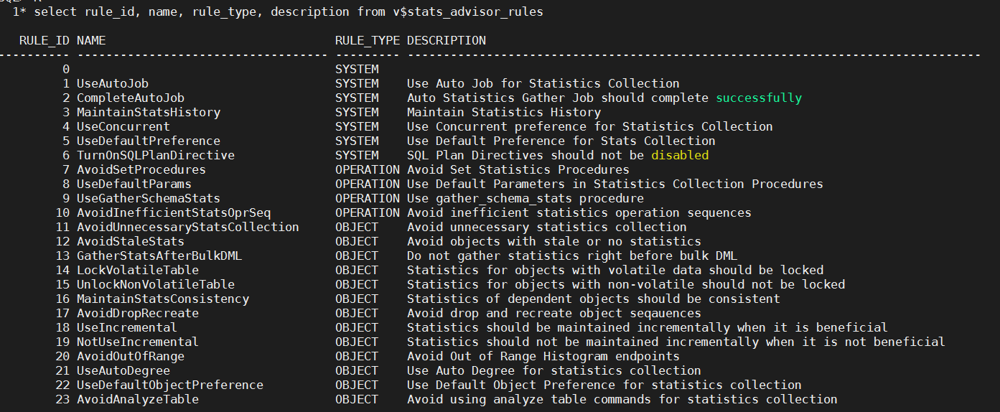 1* select rule_id, name, rule_type, description from v$stats_advisor_rules
RULE_ID NAME RULE_TYPE DESCRIPTION
---------- ----------------------------------- --------- --------------------------------------------------------------------------------
0 SYSTEM
1 UseAutoJob SYSTEM Use Auto Job for Statistics Collection
2 CompleteAutoJob SYSTEM Auto Statistics Gather Job should complete successfully
3 MaintainStatsHistory SYSTEM Maintain Statistics History
4 UseConcurrent SYSTEM Use Concurrent preference for Statistics Collection
5 UseDefaultPreference SYSTEM Use Default Preference for Stats Collection
6 TurnOnSQLPlanDirective SYSTEM SQL Plan Directives should not be disabled
7 AvoidSetProcedures OPERATION Avoid Set Statistics Procedures
8 UseDefaultParams OPERATION Use Default Parameters in Statistics Collection Procedures
9 UseGatherSchemaStats OPERATION Use gather_schema_stats procedure
10 AvoidInefficientStatsOprSeq OPERATION Avoid inefficient statistics operation sequences
11 AvoidUnnecessaryStatsCollection OBJECT Avoid unnecessary statistics collection
12 AvoidStaleStats OBJECT Avoid objects with stale or no statistics
13 GatherStatsAfterBulkDML OBJECT Do not gather statistics right before bulk DML
14 LockVolatileTable OBJECT Statistics for objects with volatile data should be locked
15 UnlockNonVolatileTable OBJECT Statistics for objects with non-volatile should not be locked
16 MaintainStatsConsistency OBJECT Statistics of dependent objects should be consistent
17 AvoidDropRecreate OBJECT Avoid drop and recreate object seqauences
18 UseIncremental OBJECT Statistics should be maintained incrementally when it is beneficial
19 NotUseIncremental OBJECT Statistics should not be maintained incrementally when it is not beneficial
20 AvoidOutOfRange OBJECT Avoid Out of Range Histogram endpoints
21 UseAutoDegree OBJECT Use Auto Degree for statistics collection
22 UseDefaultObjectPreference OBJECT Use Default Object Preference for statistics collection
23 AvoidAnalyzeTable OBJECT Avoid using analyze table commands for statistics collection